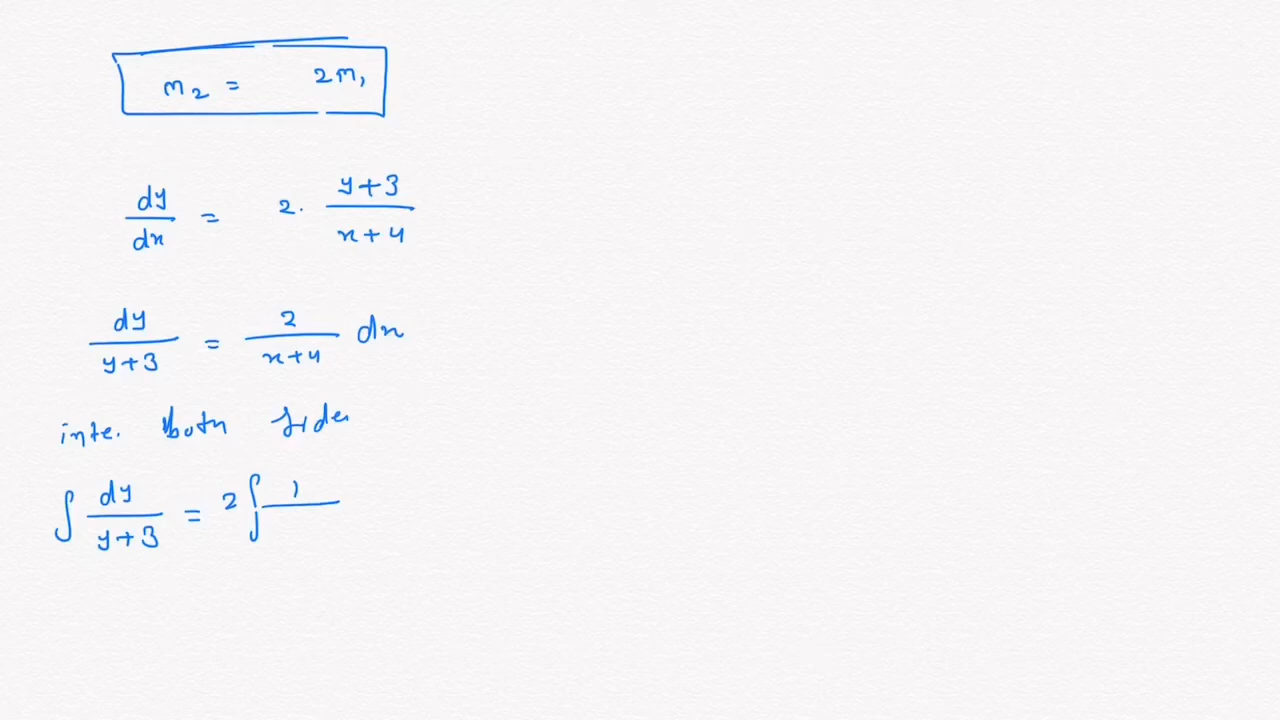 m₂ = 2m₁
dy/dx = 2. y+3/x+4
dy/y+3 = 2/x+4 dx
inte. both side
∫ dy/y+3 = 2 ∫ 1/